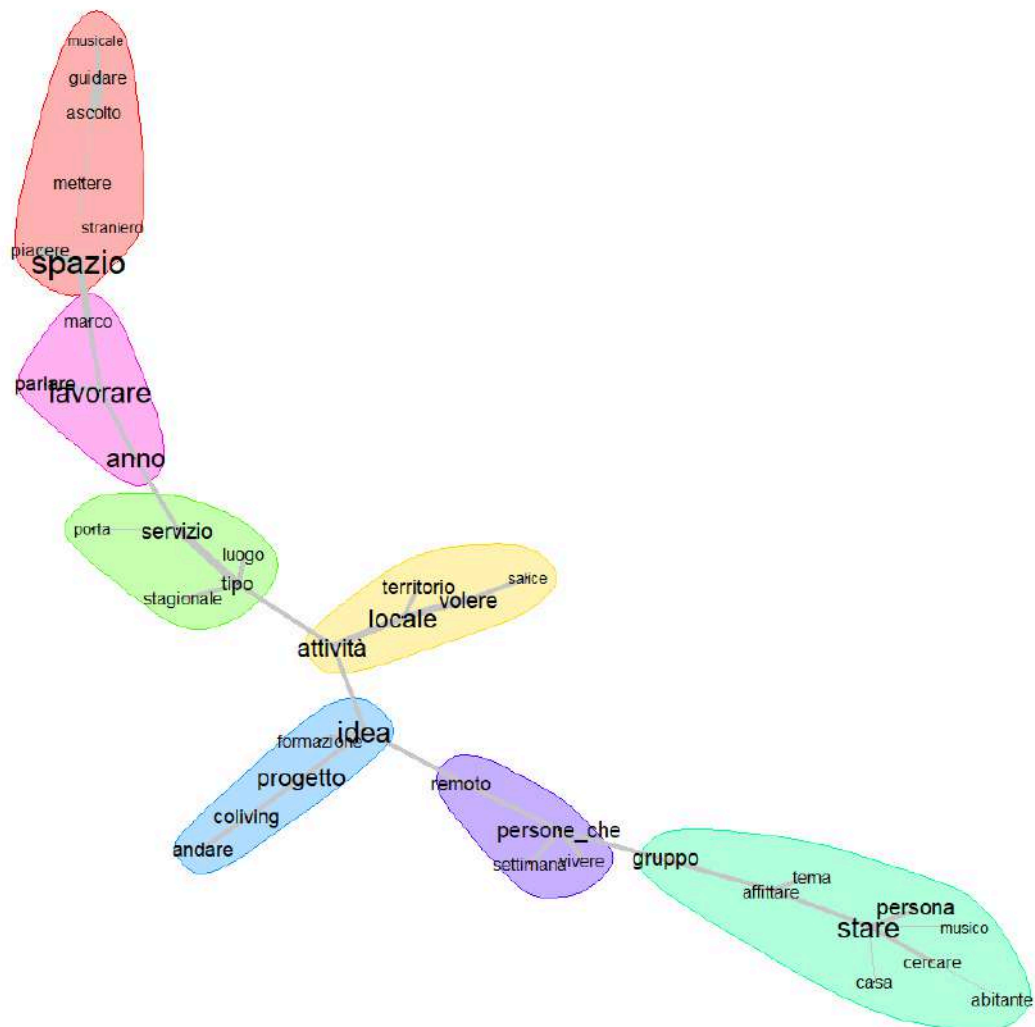 musicale
guidare
ascolto
mettere
straniero
piacere
spazio
marco
parlare
lavorare
anno
servizio
porta
luogo
tipo
stagionale
salice
territorio
volere
locale
attività
idea
formazione
progetto
coliving
andare
remoto
persone_che
settimana
vivere
gruppo
tema
affittare
persona
stare
musico
cercare
casa
abitante